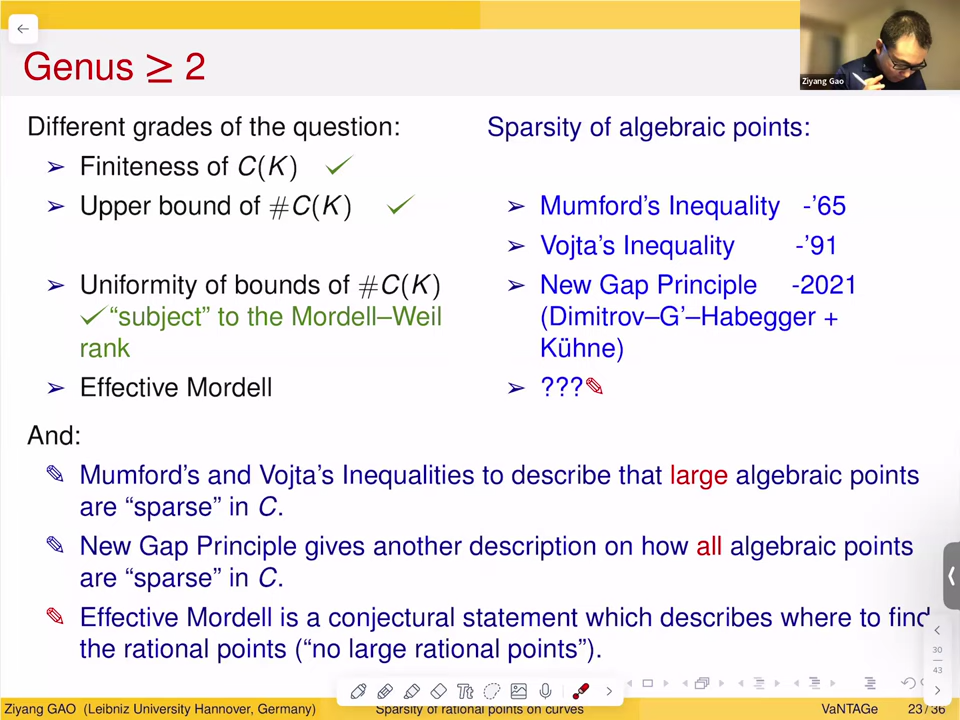 Genus ≥ 2
Ziyang Gao
Different grades of the question:
➢ Finiteness of C(K) ✓
➢ Upper bound of #C(K) ✓
➢ Uniformity of bounds of #C(K)
✓ “subject” to the Mordell–Weil
rank
➢ Effective Mordell
Sparsity of algebraic points:
➢ Mumford’s Inequality -’65
➢ Vojta’s Inequality -’91
➢ New Gap Principle -2021
(Dimitrov–G’–Habegger +
Kühne)
➢ ???✎
And:
✎ Mumford’s and Vojta’s Inequalities to describe that large algebraic points
are “sparse” in C.
✎ New Gap Principle gives another description on how all algebraic points
are “sparse” in C.
✎ Effective Mordell is a conjectural statement which describes where to find
the rational points (“no large rational points”).
30
43
Tt
Ziyang GAO (Leibniz University Hannover, Germany) Sparsity of rational points on curves VaNTAGe 23 / 36